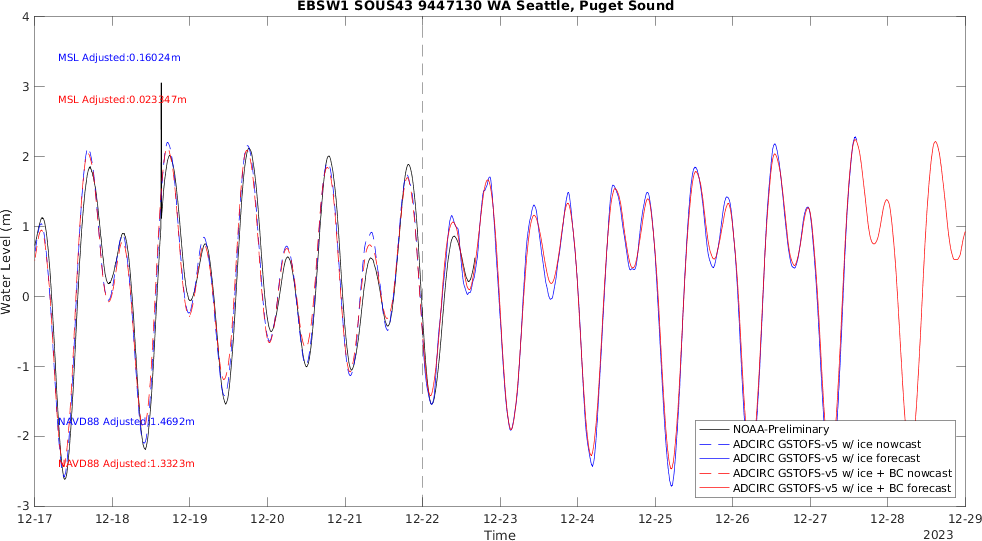 EBSW1 SOUS43 9447130 WA Seattle, Puget Sound
4
MSL Adjusted:0.16024m
3
MSL Adjusted:0.023347m
2
1
0
-1
NAVD88 Adjusted:1.4692m
-2
NAVD88 Adjusted:1.3323m
-3
Water Level (m)
NOAA-Preliminary
ADCIRC GSTOFS-v5 w/ ice nowcast
ADCIRC GSTOFS-v5 w/ ice forecast
ADCIRC GSTOFS-v5 w/ ice + BC nowcast
ADCIRC GSTOFS-v5 w/ ice + BC forecast
12-17 12-18 12-19 12-20 12-21 12-22 12-23 12-24 12-25 12-26 12-27 12-28 12-29
Time
2023